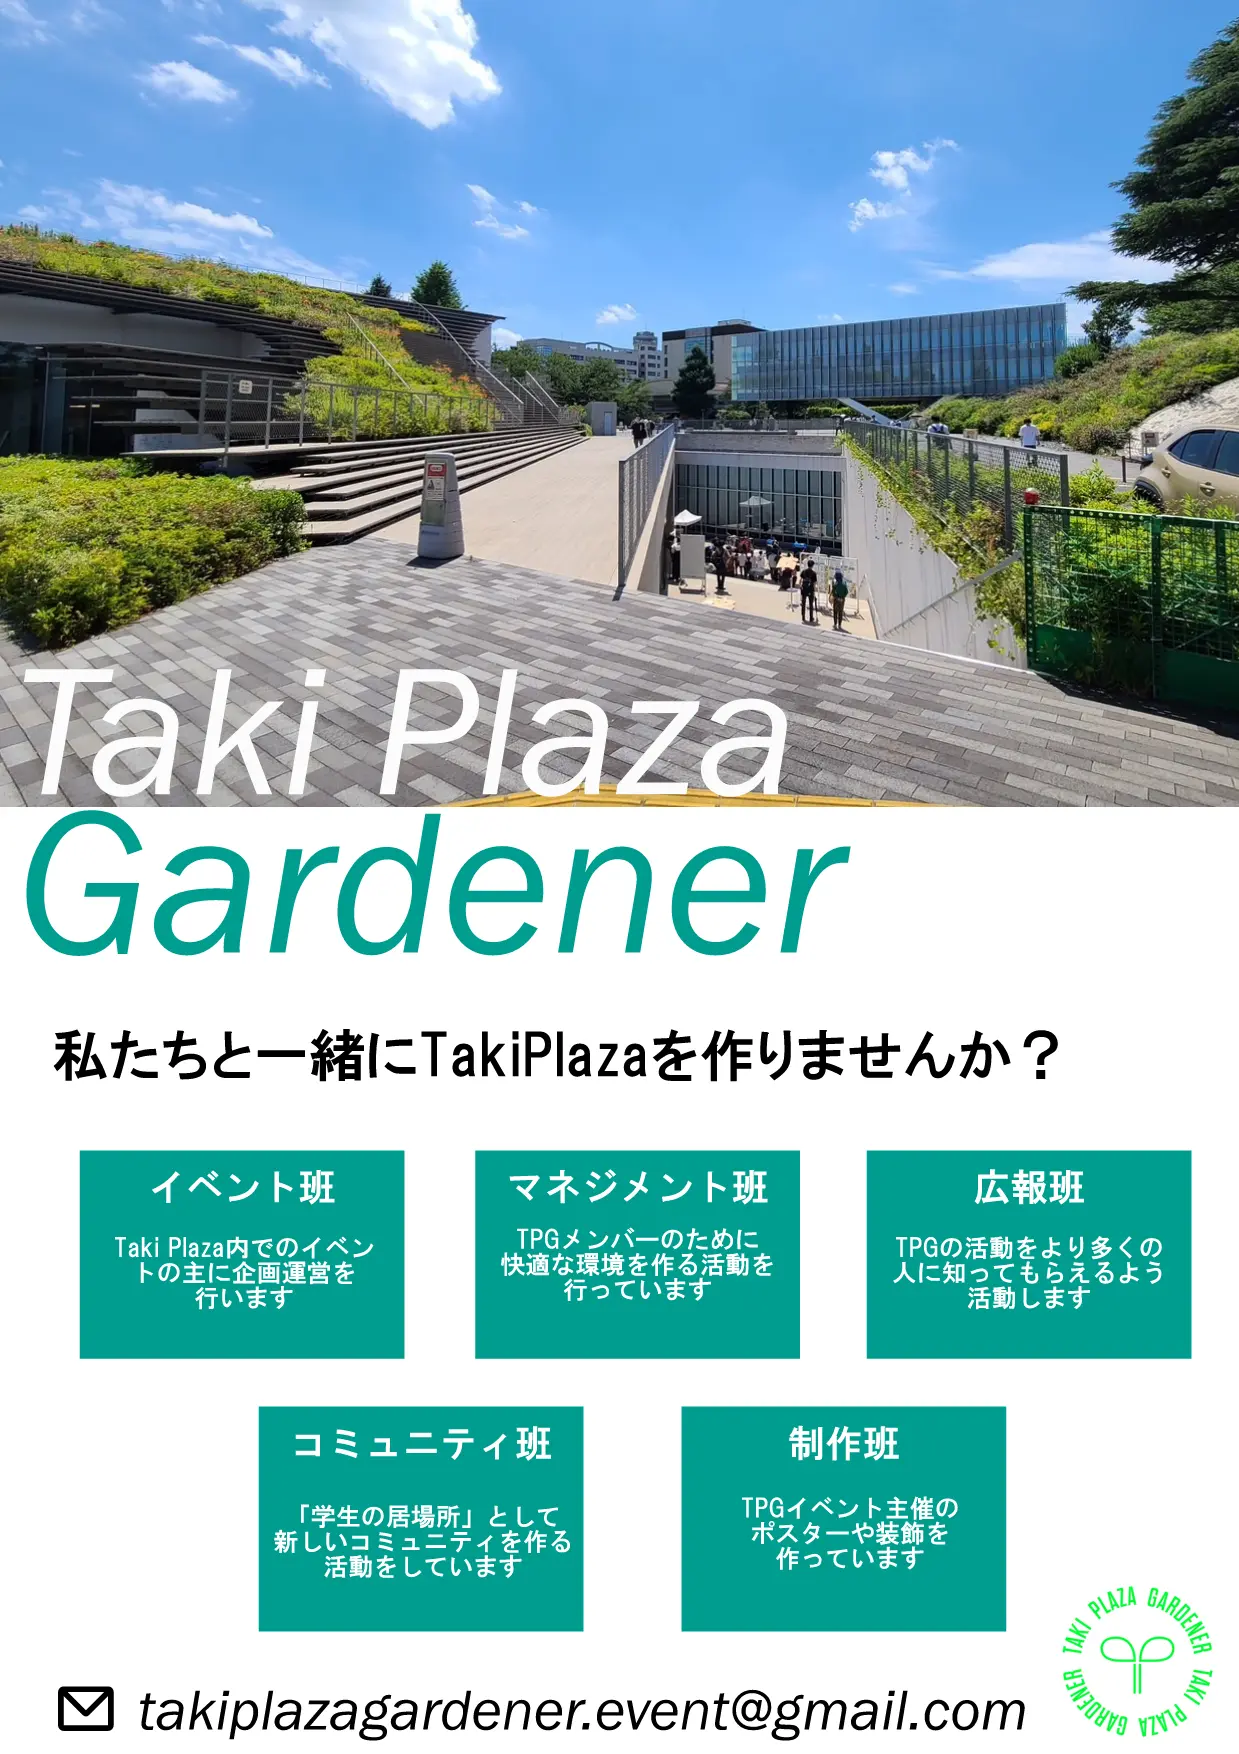 Taki Plaza
Gardener
私たちと一緒にTakiPlazaを作りませんか？
イベント班
Taki Plaza内でのイベン
トの主に企画運営を
行います
マネジメント班
TPGメンバーのために
快適な環境を作る活動を
行っています
広報班
TPGの活動をより多くの
人に知ってもらえるよう
活動します
コミュニティ班
「学生の居場所」として
新しいコミュニティを作る
活動をしています
制作班
TPGイベント主催の
ポスターや装飾を
作っています
takiplazagardener.event@gmail.com
TAKI PLAZA GARDENER TAKI PLAZA GARDENER